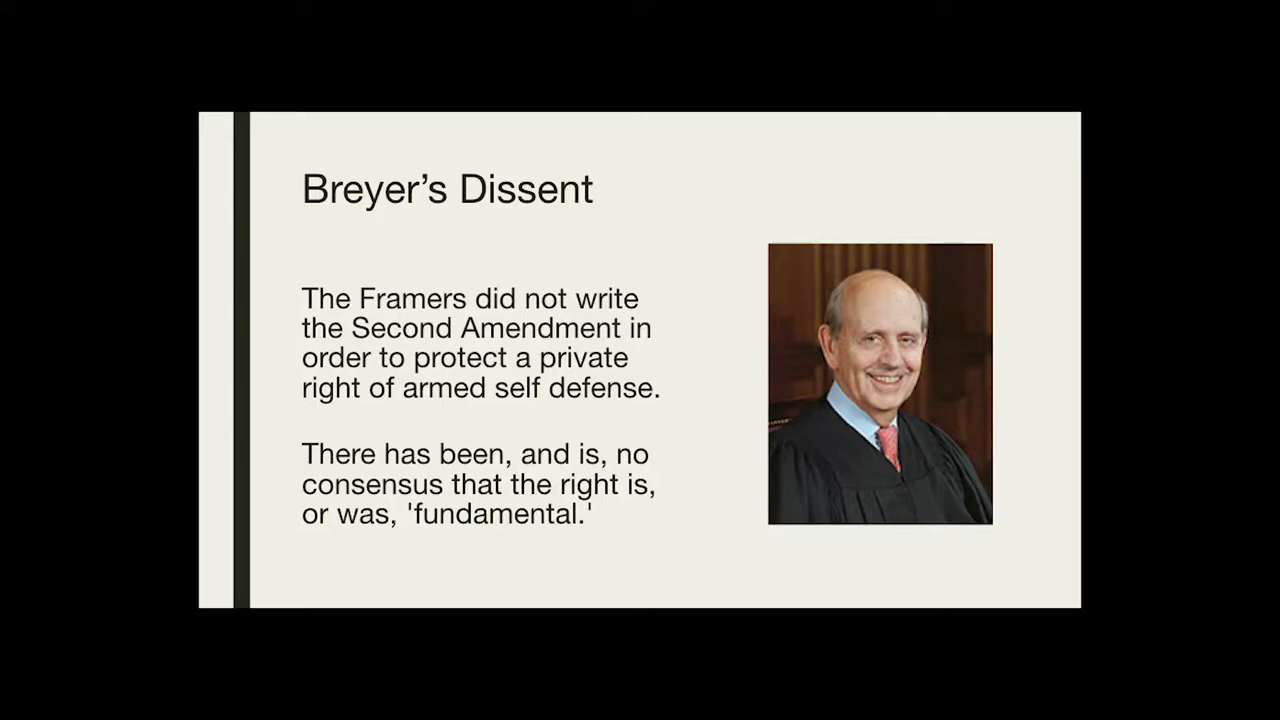 Breyer’s Dissent
The Framers did not write
the Second Amendment in
order to protect a private
right of armed self defense.
There has been, and is, no
consensus that the right is,
or was, 'fundamental.'